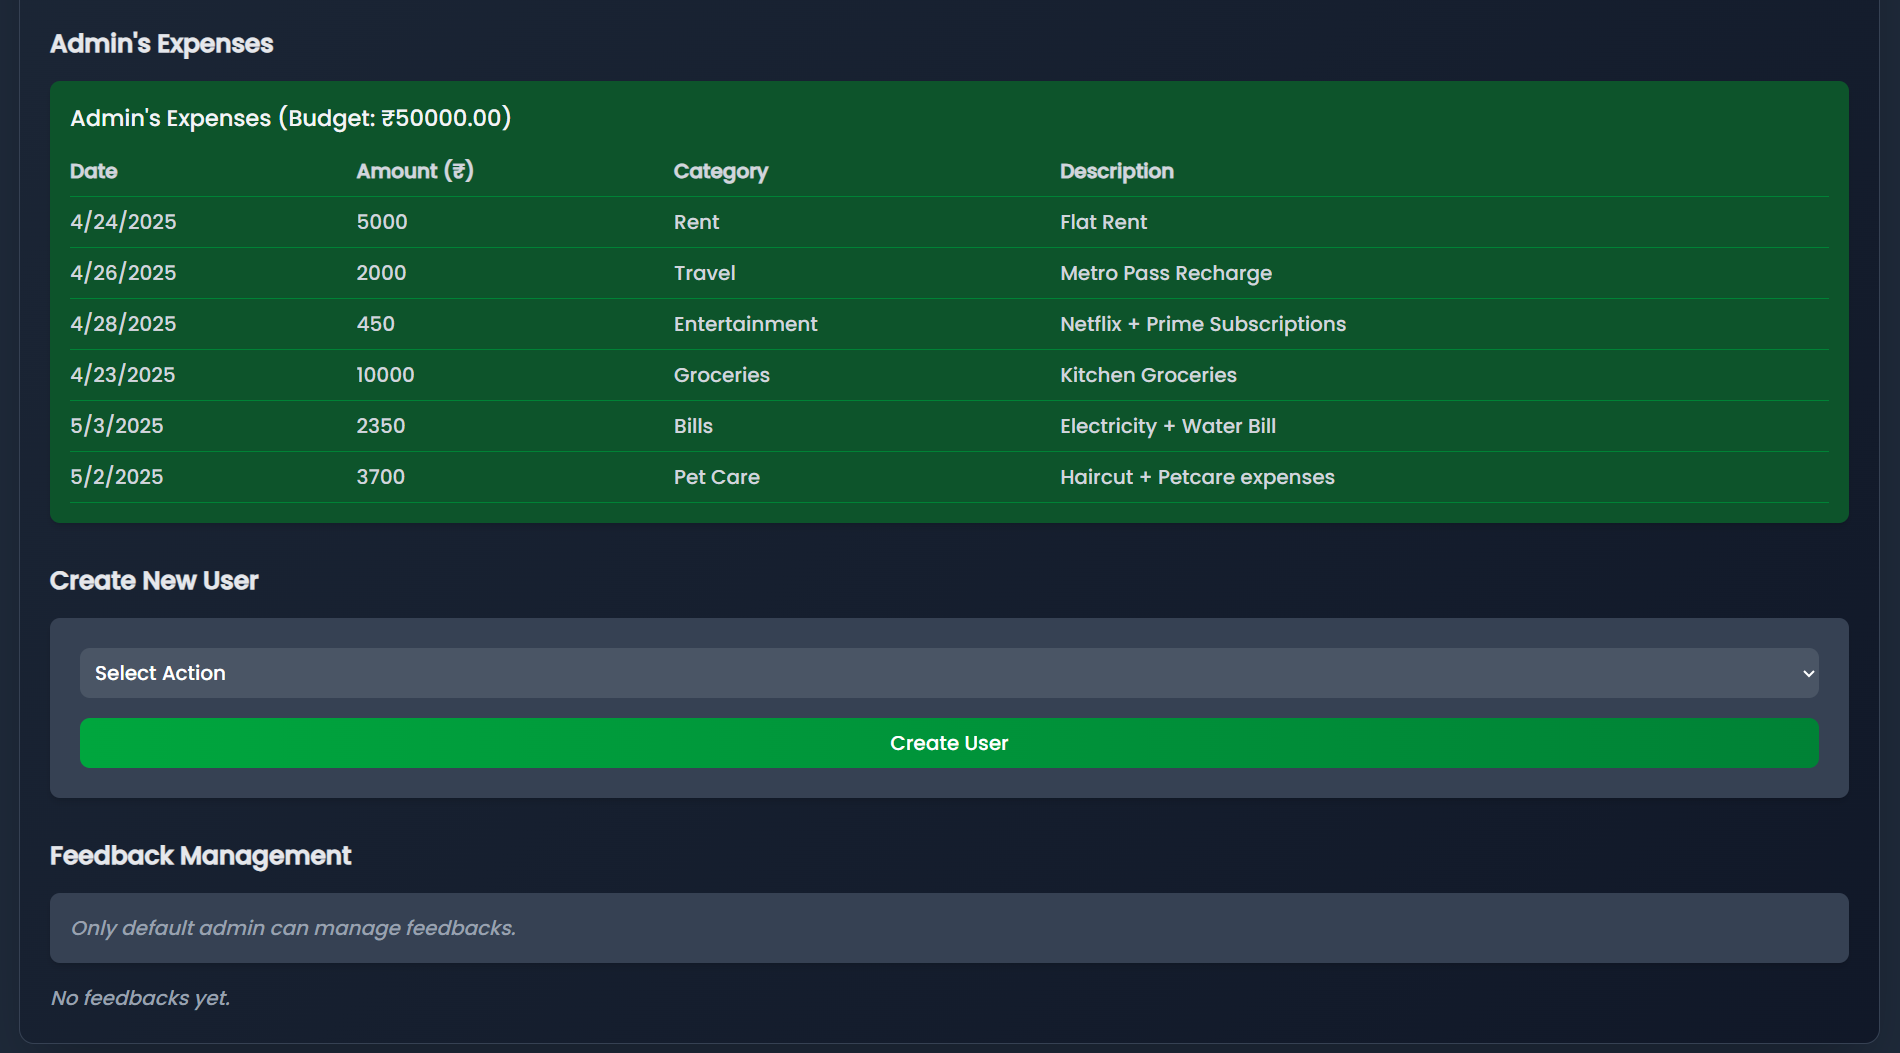 Admin's Expenses
Admin's Expenses (Budget: ₹50000.00)
Date Amount (₹) Category Description
4/24/2025 5000 Rent Flat Rent
4/26/2025 2000 Travel Metro Pass Recharge
4/28/2025 450 Entertainment Netflix + Prime Subscriptions
4/23/2025 10000 Groceries Kitchen Groceries
5/3/2025 2350 Bills Electricity + Water Bill
5/2/2025 3700 Pet Care Haircut + Petcare expenses
Create New User
Select Action
Create User
Feedback Management
Only default admin can manage feedbacks.
No feedbacks yet.